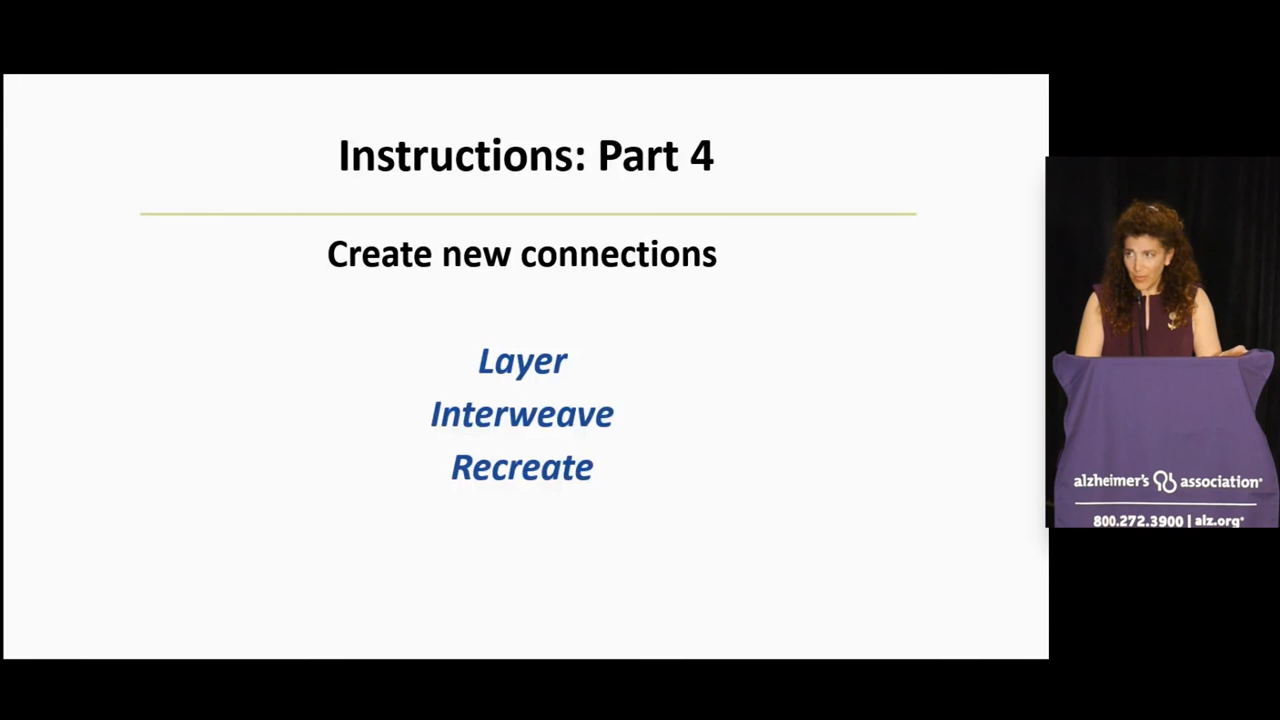 Instructions: Part 4
Create new connections
Layer
Interweave
Recreate
alzheimer's association®
800.272.3900 | alz.org®